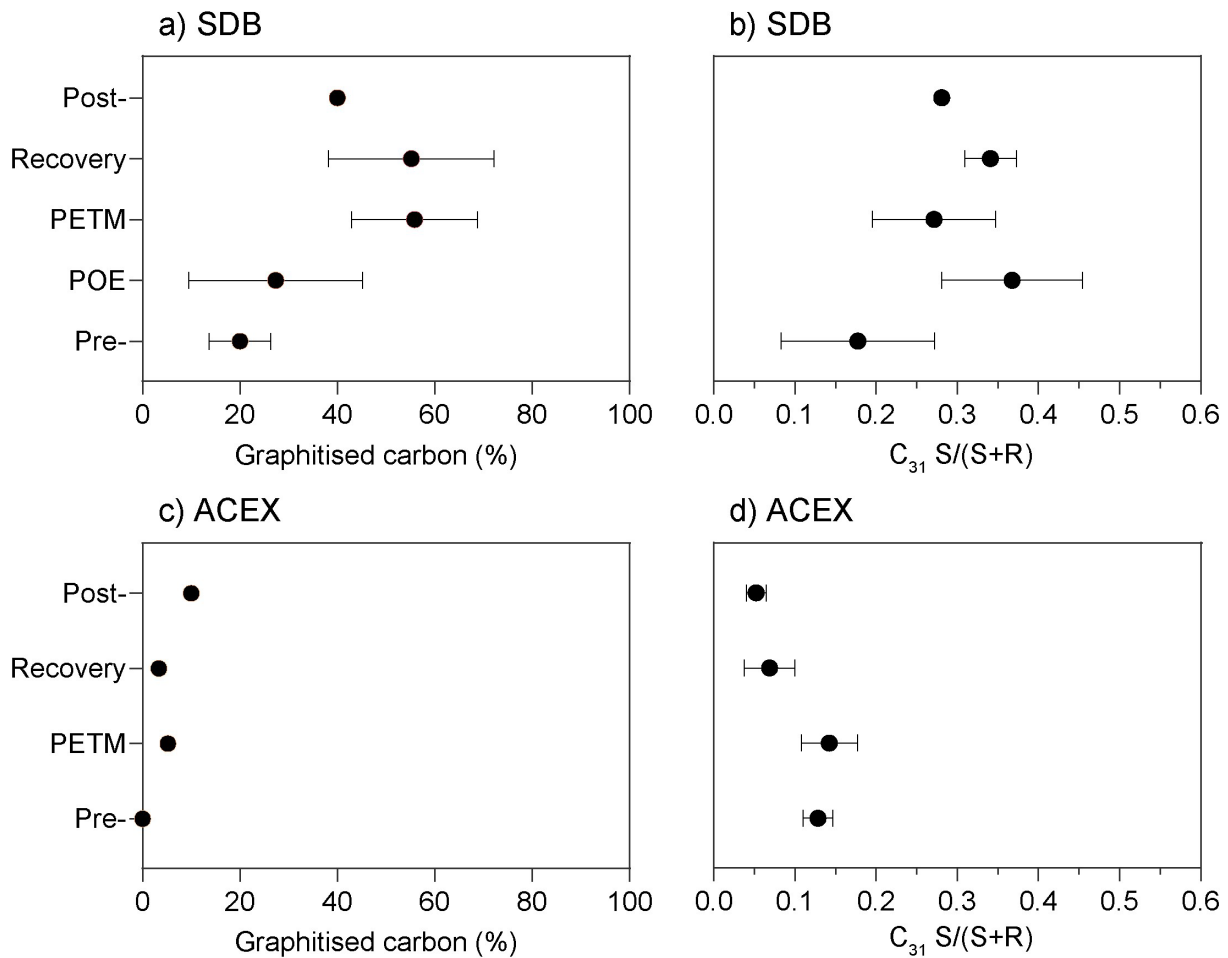 a) SDB
Post-
Recovery
PETM
POE
Pre-
0 20 40 60 80 100
Graphitised carbon (%)
b) SDB
0.0 0.1 0.2 0.3 0.4 0.5 0.6
C31 S/(S+R)
c) ACEX
Post-
Recovery
PETM
Pre-
0 20 40 60 80 100
Graphitised carbon (%)
d) ACEX
0.0 0.1 0.2 0.3 0.4 0.5 0.6
C31 S/(S+R)